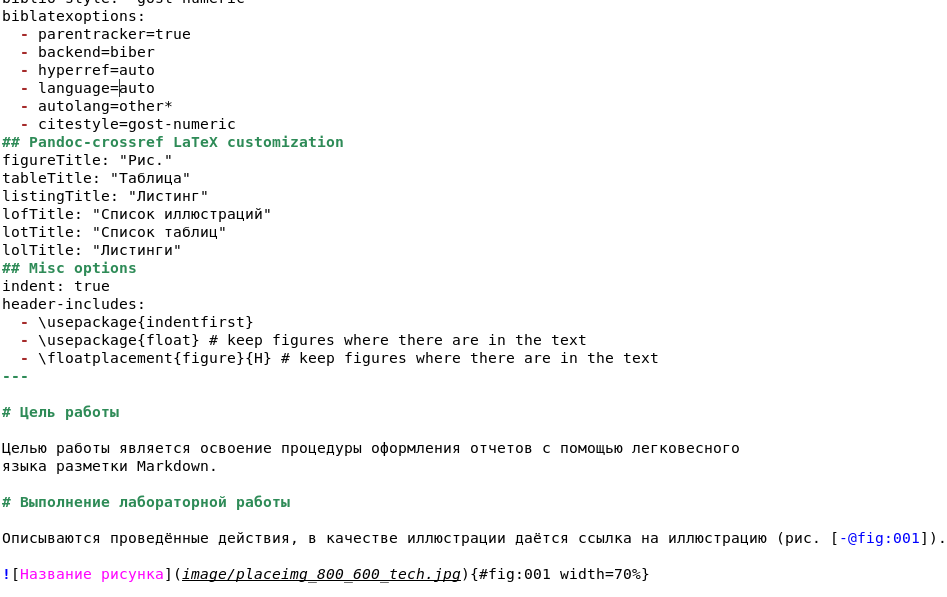 biblio-style: "gost-numeric"
biblatexoptions:
  - parentracker=true
  - backend=biber
  - hyperref=auto
  - language=auto
  - autolang=other*
  - citestyle=gost-numeric
## Pandoc-crossref LaTeX customization
figureTitle: "Рис."
tableTitle: "Таблица"
listingTitle: "Листинг"
lofTitle: "Список иллюстраций"
lotTitle: "Список таблиц"
lolTitle: "Листинги"
## Misc options
indent: true
header-includes:
  - \usepackage{indentfirst}
  - \usepackage{float} # keep figures where there are in the text
  - \floatplacement{figure}{H} # keep figures where there are in the text
---
# Цель работы
Целью работы является освоение процедуры оформления отчетов с помощью легковесного
языка разметки Markdown.
# Выполнение лабораторной работы
Описываются проведённые действия, в качестве иллюстрации даётся ссылка на иллюстрацию (рис. [-@fig:001]).
![Название рисунка](image/placeimg_800_600_tech.jpg){#fig:001 width=70%}